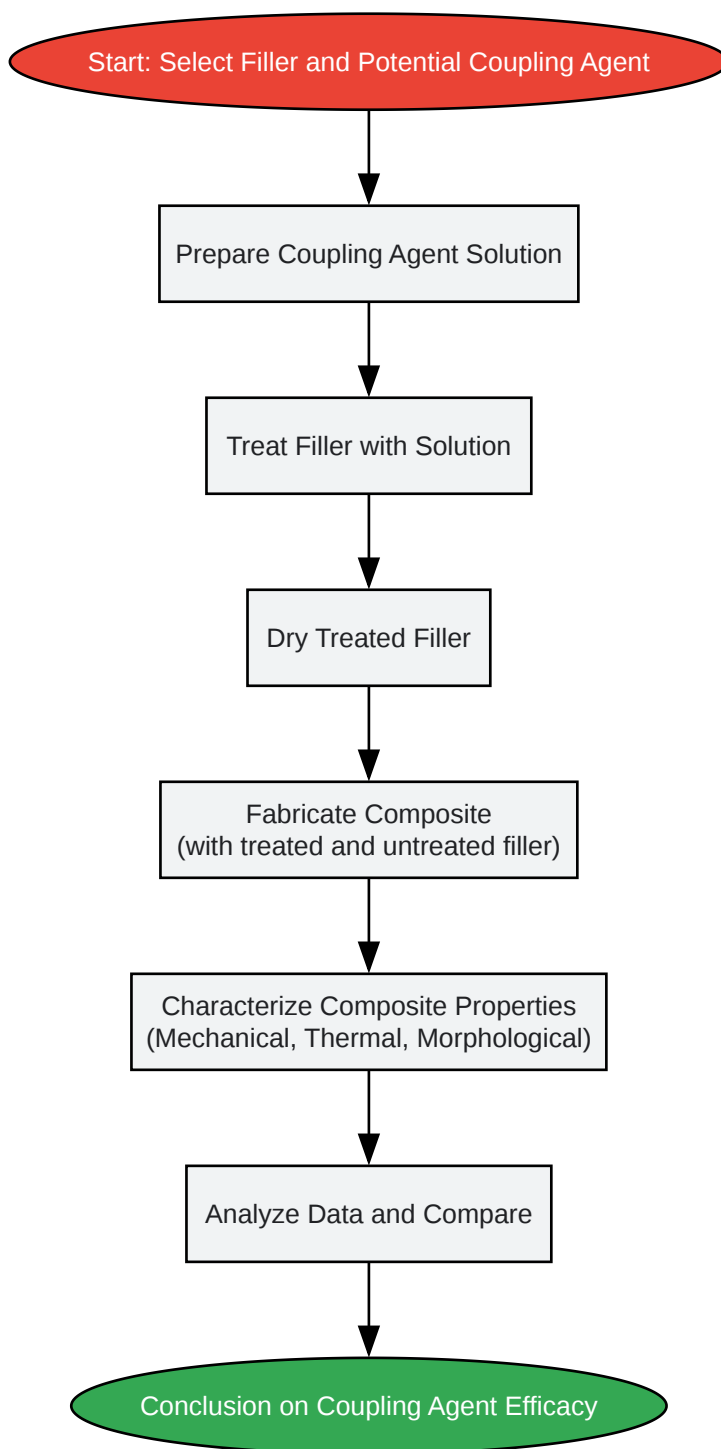 Start: Select Filler and Potential Coupling Agent
Prepare Coupling Agent Solution
Treat Filler with Solution
Dry Treated Filler
Fabricate Composite
(with treated and untreated filler)
Characterize Composite Properties
(Mechanical, Thermal, Morphological)
Analyze Data and Compare
Conclusion on Coupling Agent Efficacy